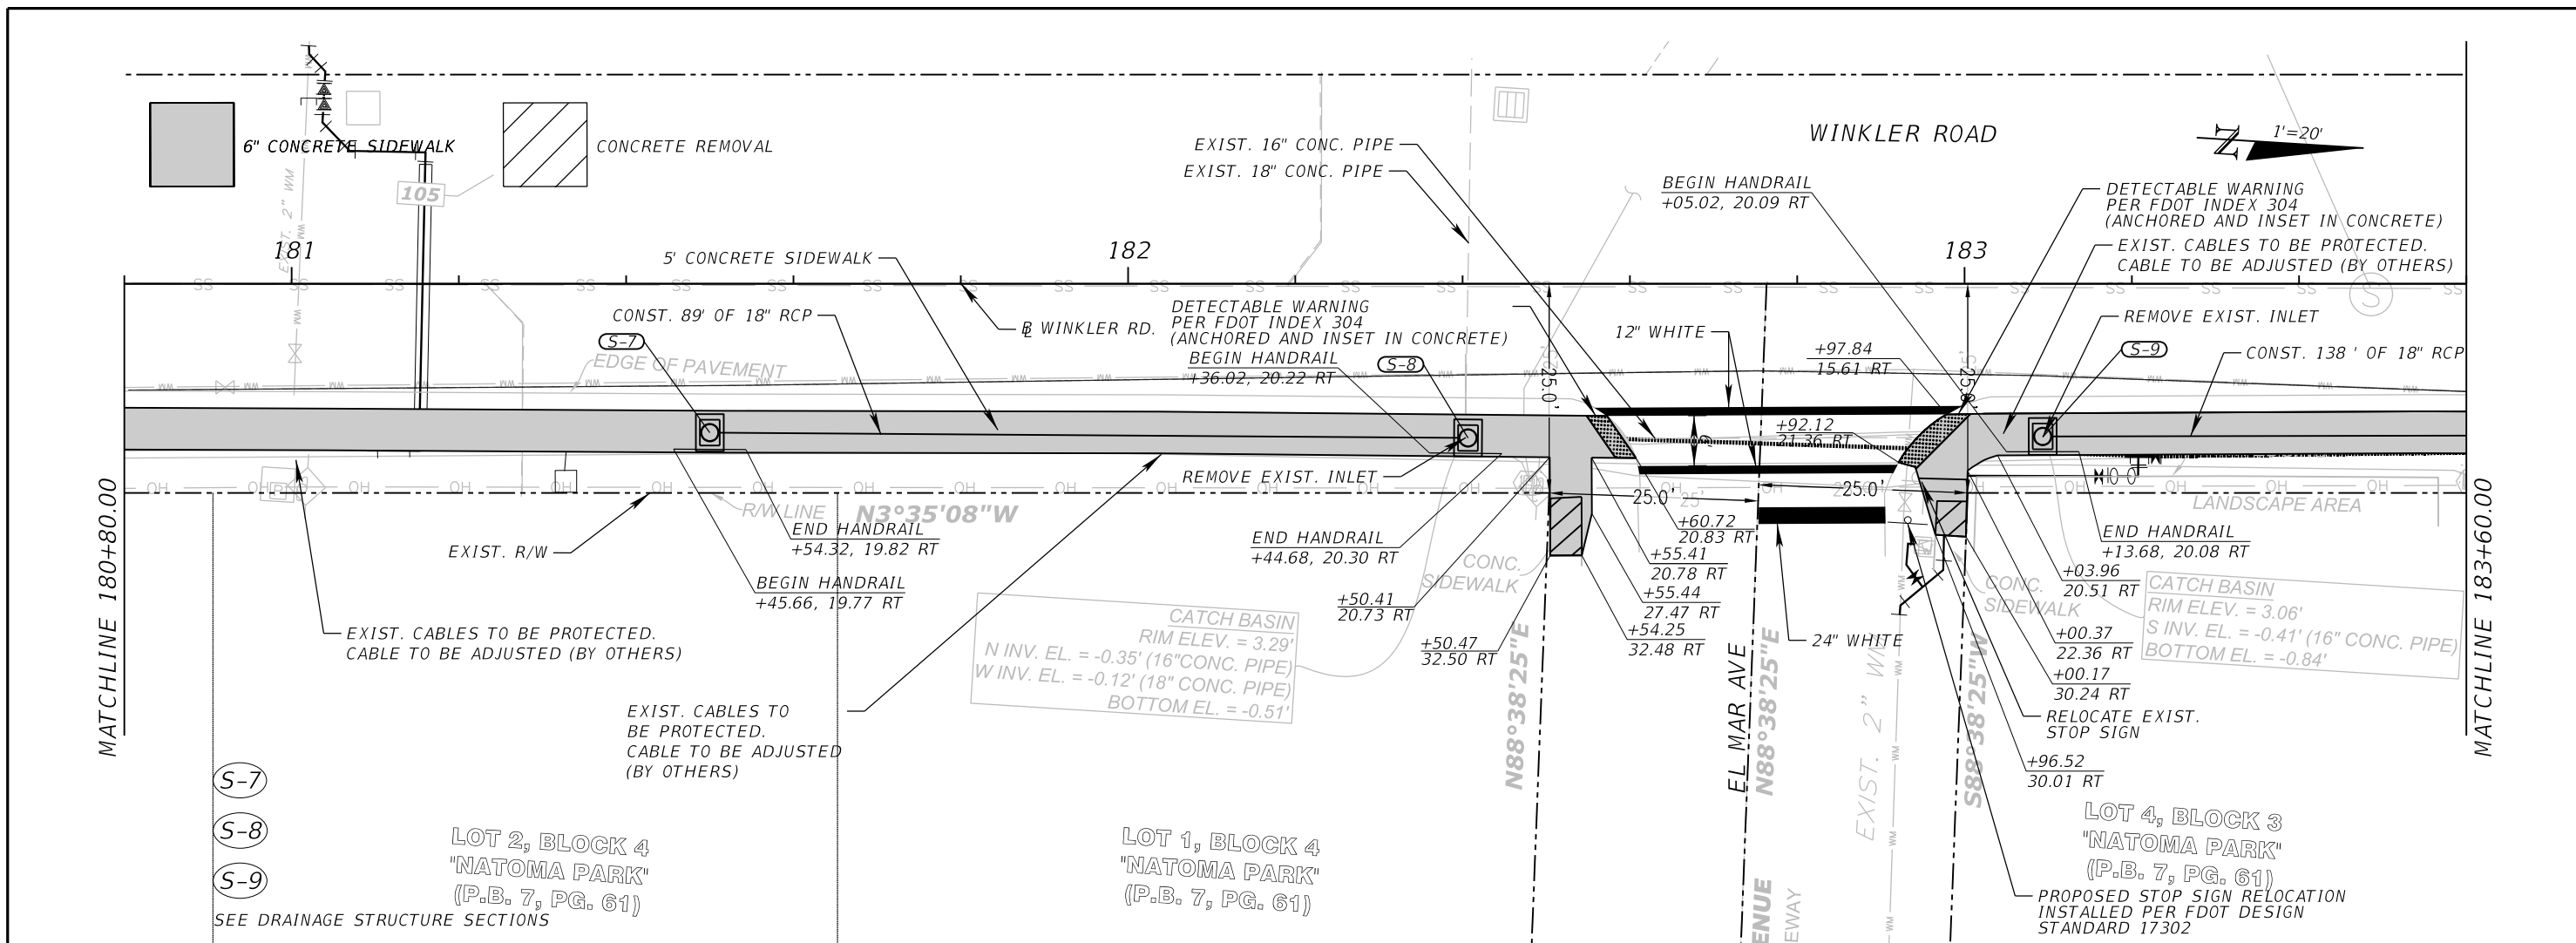 6" CONCRETE SIDEWALK
CONCRETE REMOVAL
105
EXIST. 2" WM
EXIST. 16" CONC. PIPE
EXIST. 18" CONC. PIPE
WINKLER ROAD
N
1'=20'
BEGIN HANDRAIL
+05.02, 20.09 RT
DETECTABLE WARNING
PER FDOT INDEX 304
(ANCHORED AND INSET IN CONCRETE)
EXIST. CABLES TO BE PROTECTED.
CABLE TO BE ADJUSTED (BY OTHERS)
181
182
183
5' CONCRETE SIDEWALK
CONST. 89' OF 18" RCP
S-7
EDGE OF PAVEMENT
BL WINKLER RD.
DETECTABLE WARNING
PER FDOT INDEX 304
(ANCHORED AND INSET IN CONCRETE)
BEGIN HANDRAIL
+36.02, 20.22 RT
S-8
12" WHITE
+97.84
15.61 RT
REMOVE EXIST. INLET
S-9
CONST. 138 ' OF 18" RCP
25.0'
25.0'
+92.12
21.36 RT
REMOVE EXIST. INLET
25.0'
25'
25.0'
10.0'
LANDSCAPE AREA
R/W LINE
N3°35'08"W
EXIST. R/W
END HANDRAIL
+54.32, 19.82 RT
BEGIN HANDRAIL
+45.66, 19.77 RT
END HANDRAIL
+44.68, 20.30 RT
CONC.
SIDEWALK
+60.72
20.83 RT
+55.41
20.78 RT
+55.44
27.47 RT
+54.25
32.48 RT
+50.41
20.73 RT
+50.47
32.50 RT
24" WHITE
END HANDRAIL
+13.68, 20.08 RT
+03.96
20.51 RT
CONC.
SIDEWALK
+00.37
22.36 RT
+00.17
30.24 RT
RELOCATE EXIST.
STOP SIGN
+96.52
30.01 RT
CATCH BASIN
RIM ELEV. = 3.06'
S INV. EL. = -0.41' (16" CONC. PIPE)
BOTTOM EL. = -0.84'
CATCH BASIN
RIM ELEV. = 3.29'
N INV. EL. = -0.35' (16"CONC. PIPE)
W INV. EL. = -0.12' (18" CONC. PIPE)
BOTTOM EL. = -0.51'
EXIST. CABLES TO BE PROTECTED.
CABLE TO BE ADJUSTED (BY OTHERS)
EXIST. CABLES TO
BE PROTECTED.
CABLE TO BE ADJUSTED
(BY OTHERS)
MATCHLINE 180+80.00
MATCHLINE 183+60.00
N88°38'25"E
EL MAR AVE
N88°38'25"E
EXIST. 2" WM
S88°38'25"W
S-7
S-8
S-9
SEE DRAINAGE STRUCTURE SECTIONS
LOT 2, BLOCK 4
"NATOMA PARK"
(P.B. 7, PG. 61)
LOT 1, BLOCK 4
"NATOMA PARK"
(P.B. 7, PG. 61)
LOT 4, BLOCK 3
"NATOMA PARK"
(P.B. 7, PG. 61)
PROPOSED STOP SIGN RELOCATION
INSTALLED PER FDOT DESIGN
STANDARD 17302